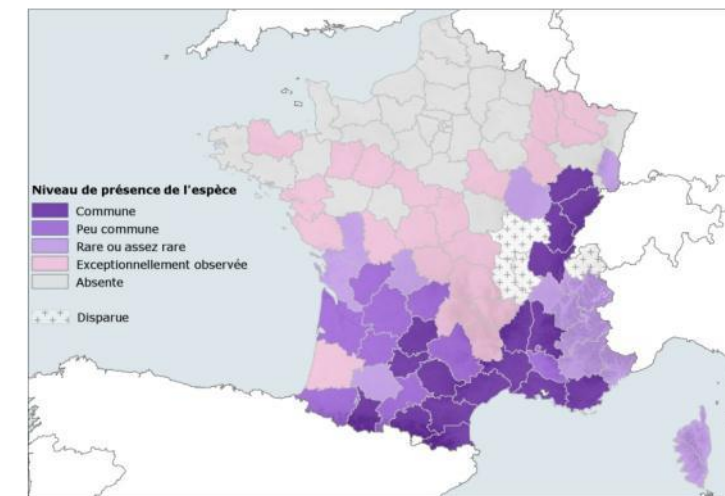 Niveau de présence de l'espèce
Commune
Peu commune
Rare ou assez rare
Exceptionnellement observée
Absente
Disparue